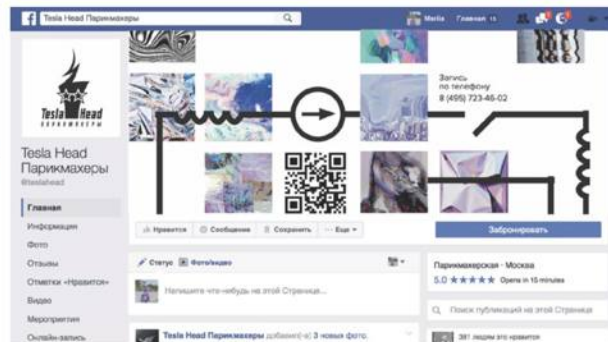 Tesla Head Парикмахеры
Mariia Главная 15
Tesla Head
ПАРИКМАХЕРЫ
Запись
по телефону
8 (495) 723-46-02
Tesla Head
Парикмахеры
@teslahead
Главная
Информация
Фото
Отзывы
Отметки «Нравится»
Видео
Мероприятия
Онлайн-запись
Нравится Сообщение Сохранить ··· Еще
Забронировать
Статус Фото/видео
Напишите что-нибудь на этой Странице...
Tesla Head Парикмахеры добавил(-а) 3 новых фото.
Парикмахерская · Москва
5.0 ★★★★★ Opens in 15 minutes
Поиск публикаций на этой Странице
381 людям это нравится